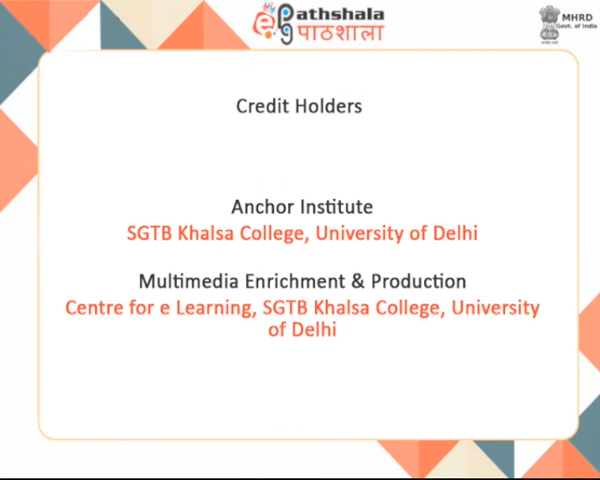 ePathshala
पाठशाला
MHRD
Govt. of India
Credit Holders
Anchor Institute
SGTB Khalsa College, University of Delhi
Multimedia Enrichment & Production
Centre for e Learning, SGTB Khalsa College, University
of Delhi